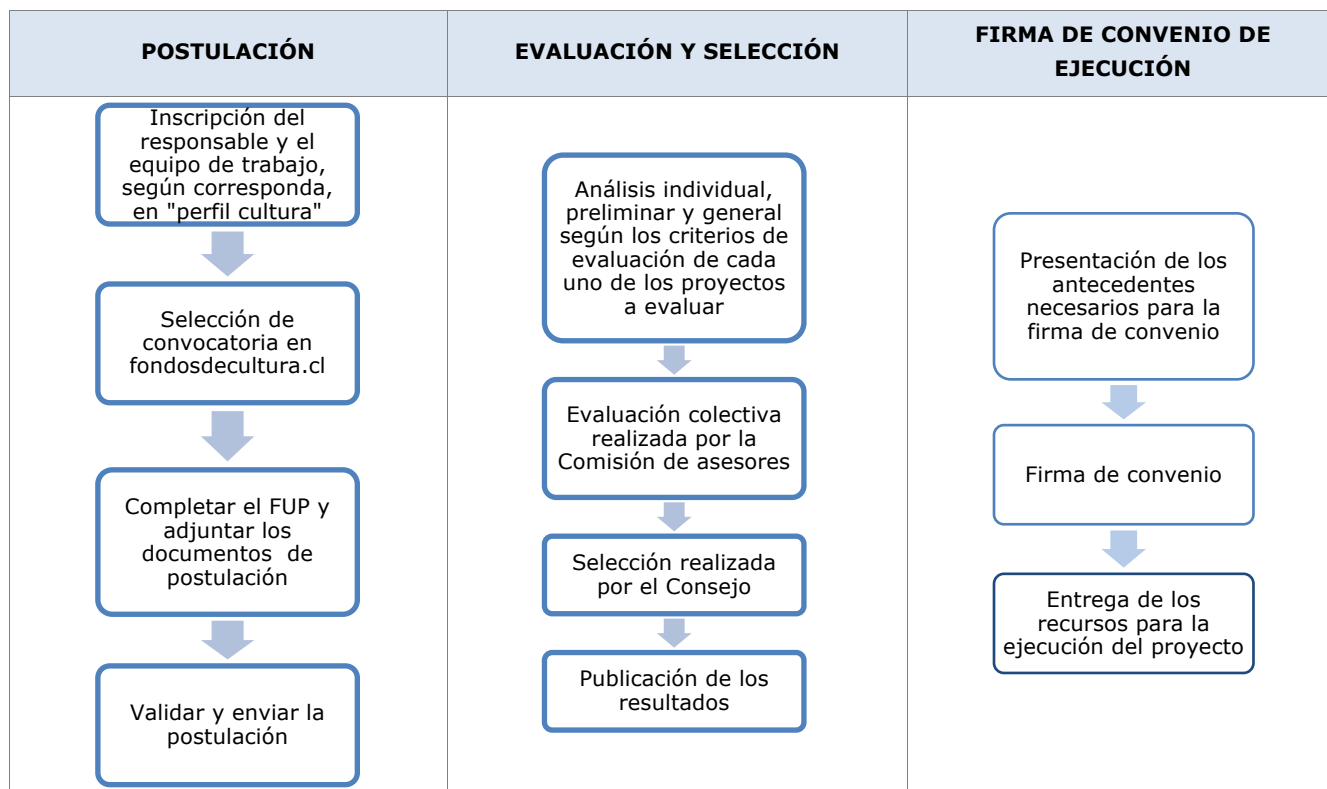 POSTULACIÓN
Inscripción del
responsable y el
equipo de trabajo,
según corresponda,
en "perfil cultura"
Selección de
convocatoria en
fondosdecultura.cl
Completar el FUP y
adjuntar los
documentos de
postulación
Validar y enviar la
postulación
EVALUACIÓN Y SELECCIÓN
Análisis individual,
preliminar y general
según los criterios de
evaluación de cada
uno de los proyectos
a evaluar
Evaluación colectiva
realizada por la
Comisión de asesores
Selección realizada
por el Consejo
Publicación de los
resultados
FIRMA DE CONVENIO DE
EJECUCIÓN
Presentación de los
antecedentes
necesarios para la
firma de convenio
Firma de convenio
Entrega de los
recursos para la
ejecución del proyecto